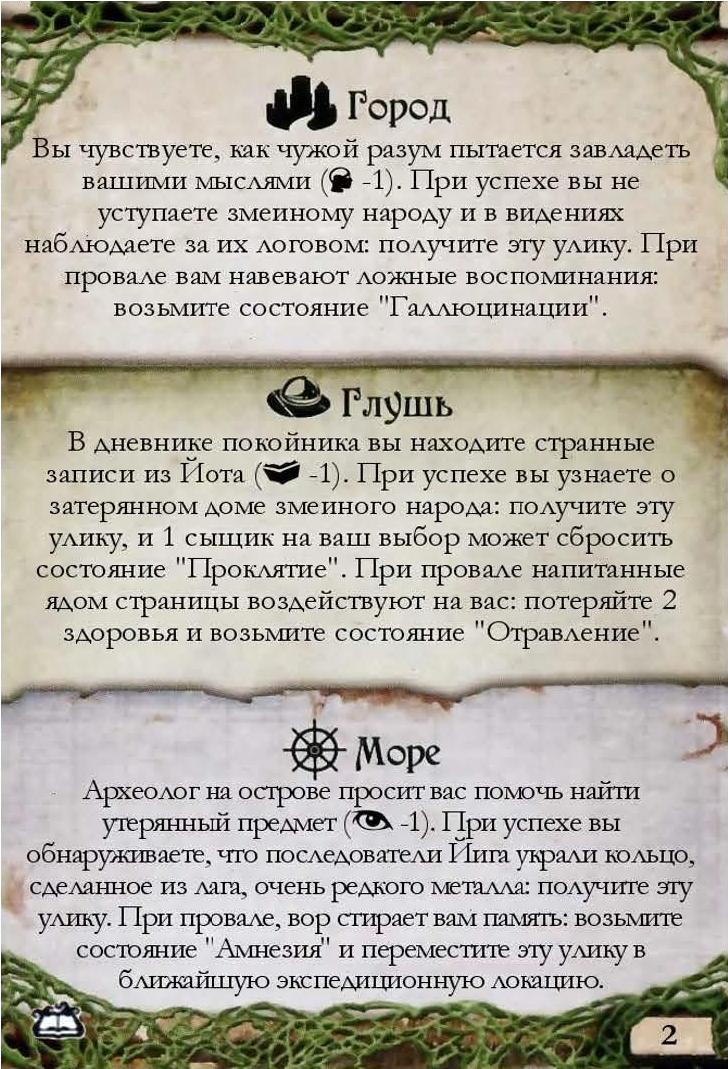 Город
Вы чувствуете, как чужой разум пытается завладеть
вашими мыслями ( -1). При успехе вы не
уступаете змеиному народу и в видениях
наблюдаете за их логовом: получите эту улику. При
провале вам навевают ложные воспоминания:
возьмите состояние "Галлюцинации".
Глушь
В дневнике покойника вы находите странные
записи из Йота ( -1). При успехе вы узнаете о
затерянном доме змеиного народа: получите эту
улику, и 1 сыщик на ваш выбор может сбросить
состояние "Проклятие". При провале напитанные
ядом страницы воздействуют на вас: потеряйте 2
здоровья и возьмите состояние "Отравление".
Море
Археолог на острове просит вас помочь найти
утерянный предмет ( -1). При успехе вы
обнаруживаете, что последователи Йига украли кольцо,
сделанное из лага, очень редкого металла: получите эту
улику. При провале, вор стирает вам память: возьмите
состояние "Амнезия" и переместите эту улику в
ближайшую экспедиционную локацию.
2